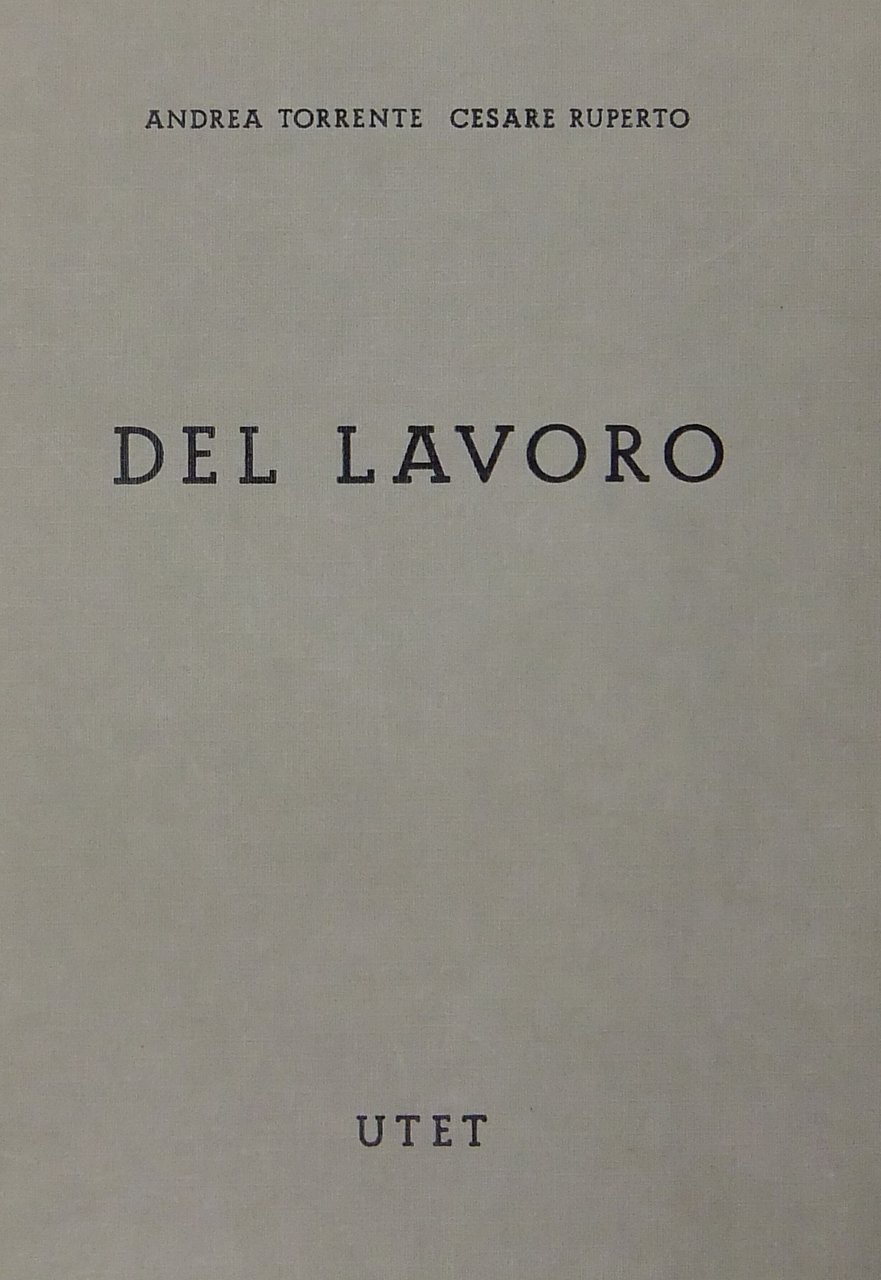 ANDREA TORRENTE CESARE RUPERTO
DEL LAVORO
UTET